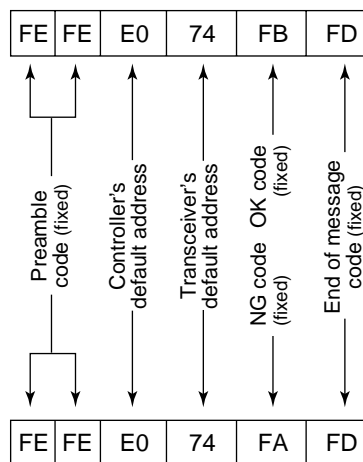 FE FE E0 74 FB FD
Preamble
code (fixed)
Controller's
default address
Transceiver's
default address
OK code
(fixed)
NG code
(fixed)
End of message
code (fixed)
FE FE E0 74 FA FD